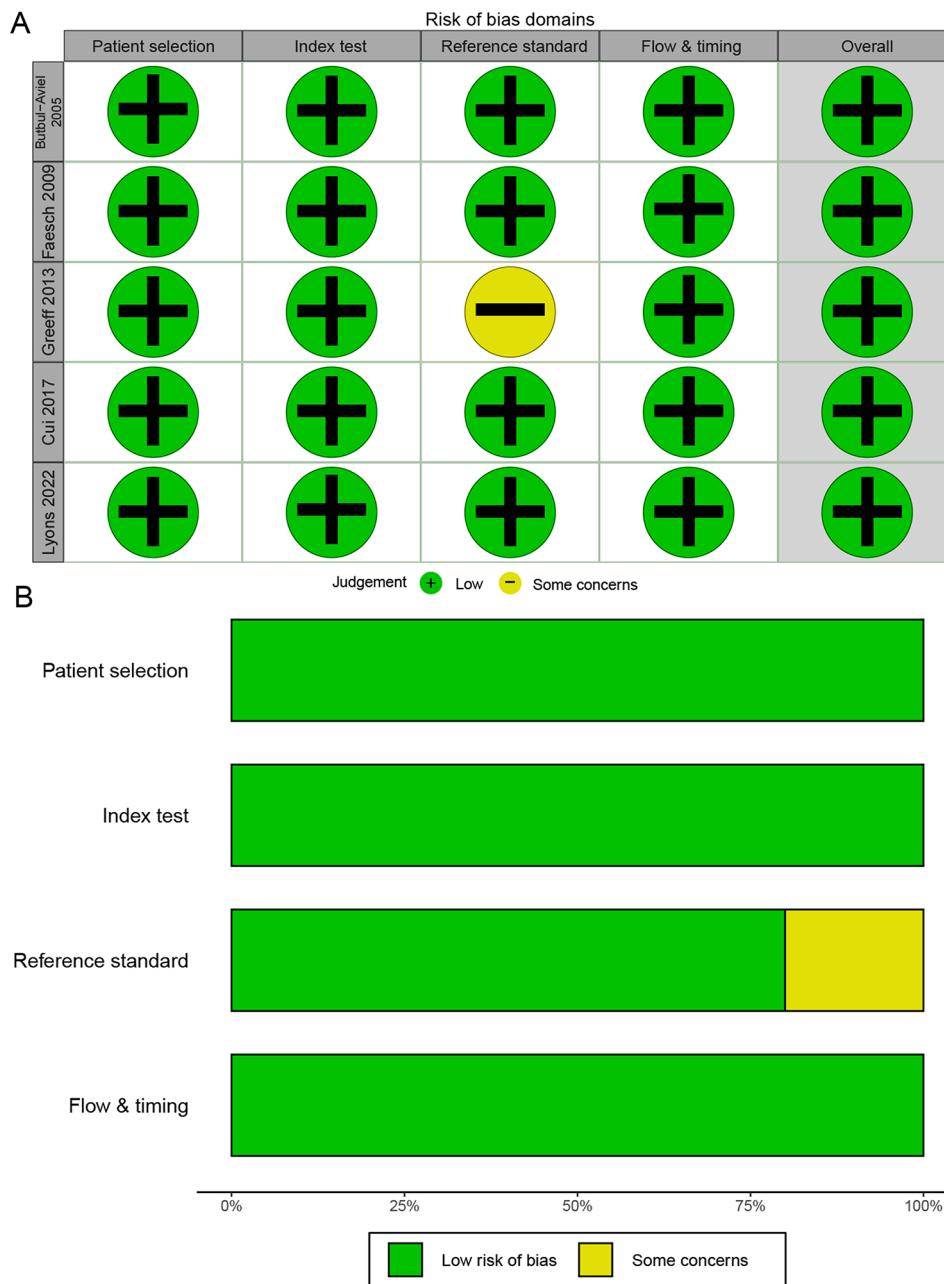 A
Risk of bias domains
Patient selection
Index test
Reference standard
Flow & timing
Overall
Butbul−Aviel
2005
Faesch 2009
Greeff 2013
Cui 2017
Lyons 2022
Judgement + Low − Some concerns
B
Patient selection
Index test
Reference standard
Flow & timing
0% 25% 50% 75% 100%
Low risk of bias Some concerns